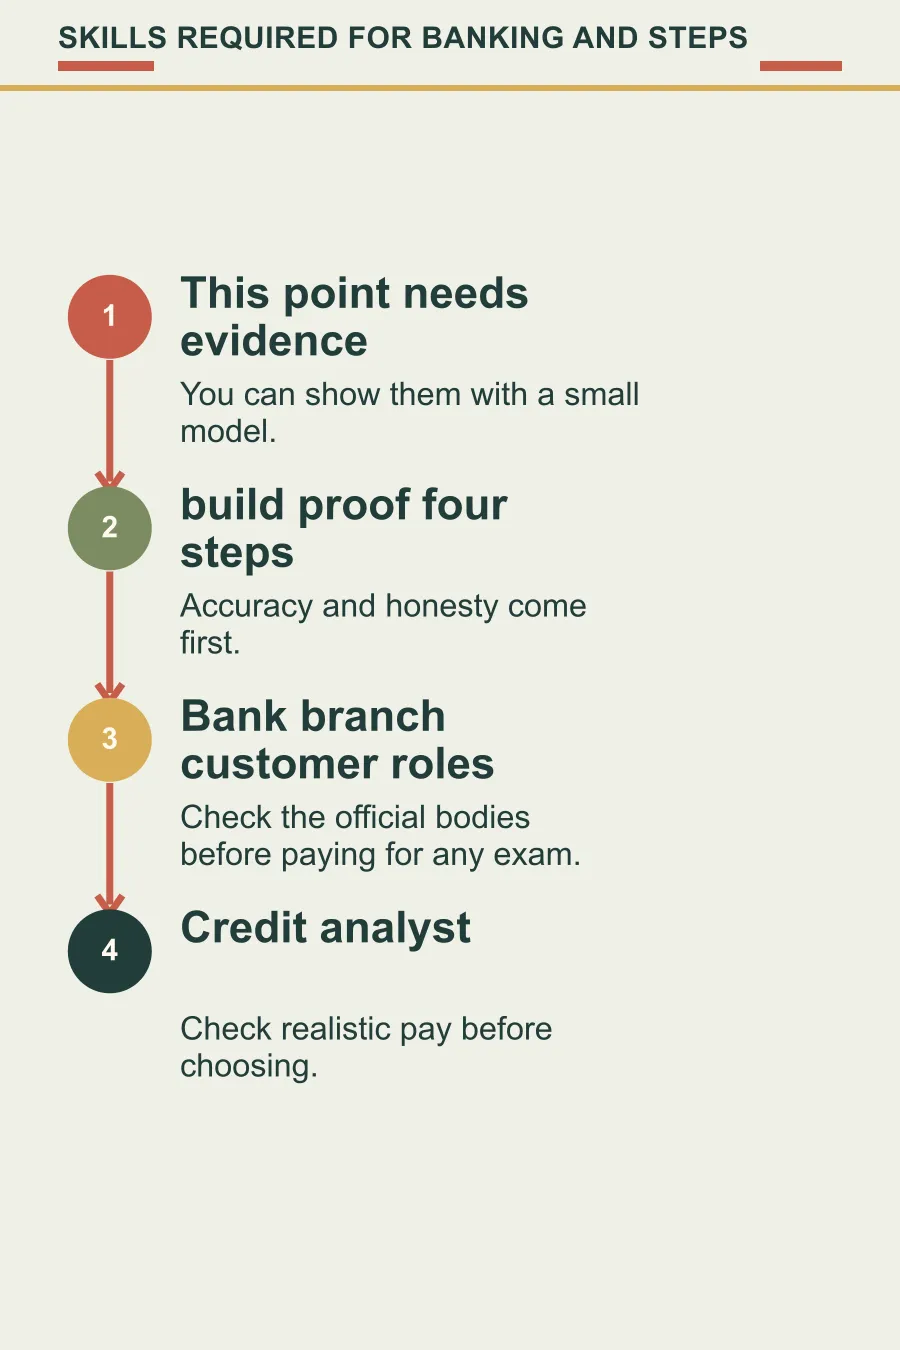 SKILLS REQUIRED FOR BANKING AND STEPS
1
This point needs
evidence
You can show them with a small
model.
2
build proof four
steps
Accuracy and honesty come
first.
3
Bank branch
customer roles
Check the official bodies
before paying for any exam.
4
Credit analyst
Check realistic pay before
choosing.